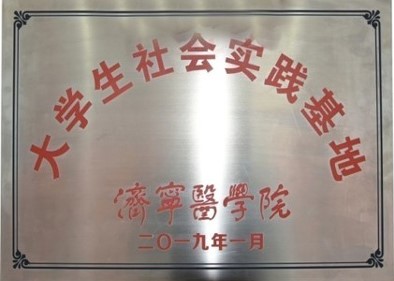 大学生社会实践基地
濟寧醫學院
二〇一九年一月